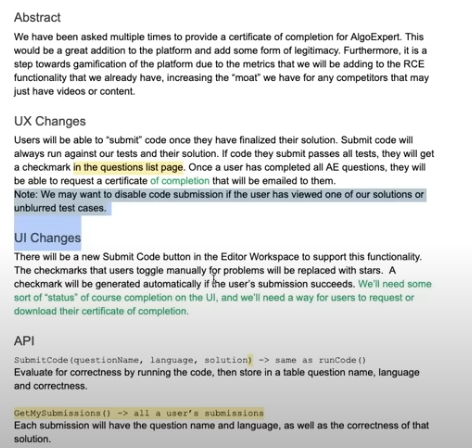 Abstract
We have been asked multiple times to provide a certificate of completion for AlgoExpert. This
would be a great addition to the platform and add some form of legitimacy. Furthermore, it is a
step towards gamification of the platform due to the metrics that we will be adding to the RCE
functionality that we already have, increasing the “moat” we have for any competitors that may
just have videos or content.
UX Changes
Users will be able to “submit” code once they have finalized their solution. Submit code will
always run against our tests and their solution. If code they submit passes all tests, they will get
a checkmark in the questions list page. Once a user has completed all AE questions, they will
be able to request a certificate of completion that will be emailed to them.
Note: We may want to disable code submission if the user has viewed one of our solutions or
unblurred test cases.
UI Changes
There will be a new Submit Code button in the Editor Workspace to support this functionality.
The checkmarks that users toggle manually for problems will be replaced with stars. A
checkmark will be generated automatically if the user’s submission succeeds. We’ll need some
sort of “status” of course completion on the UI, and we’ll need a way for users to request or
download their certificate of completion.
API
SubmitCode(questionName, language, solution) -> same as runCode()
Evaluate for correctness by running the code, then store in a table question name, language
and correctness.
GetMySubmissions() -> all a user’s submissions
Each submission will have the question name and language, as well as the correctness of that
solution.